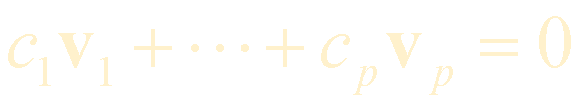 c₁v₁ + ⋯ + cₚvₚ = 0